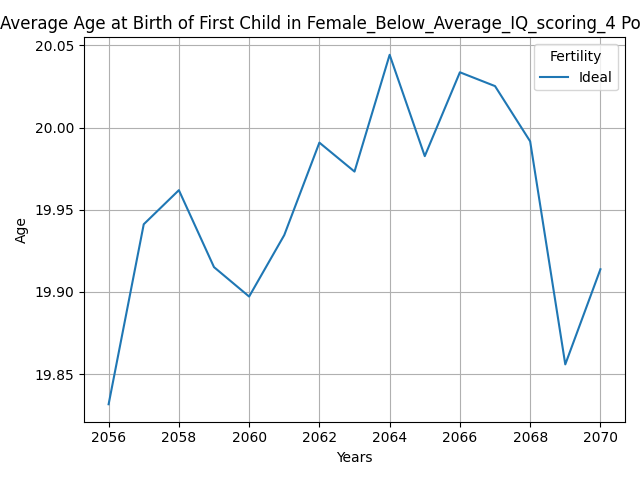 Average Age at Birth of First Child in Female_Below_Average_IQ_scoring_4 Po
20.05
20.00
19.95
19.90
19.85
Age
Fertility
Ideal
2056 2058 2060 2062 2064 2066 2068 2070
Years